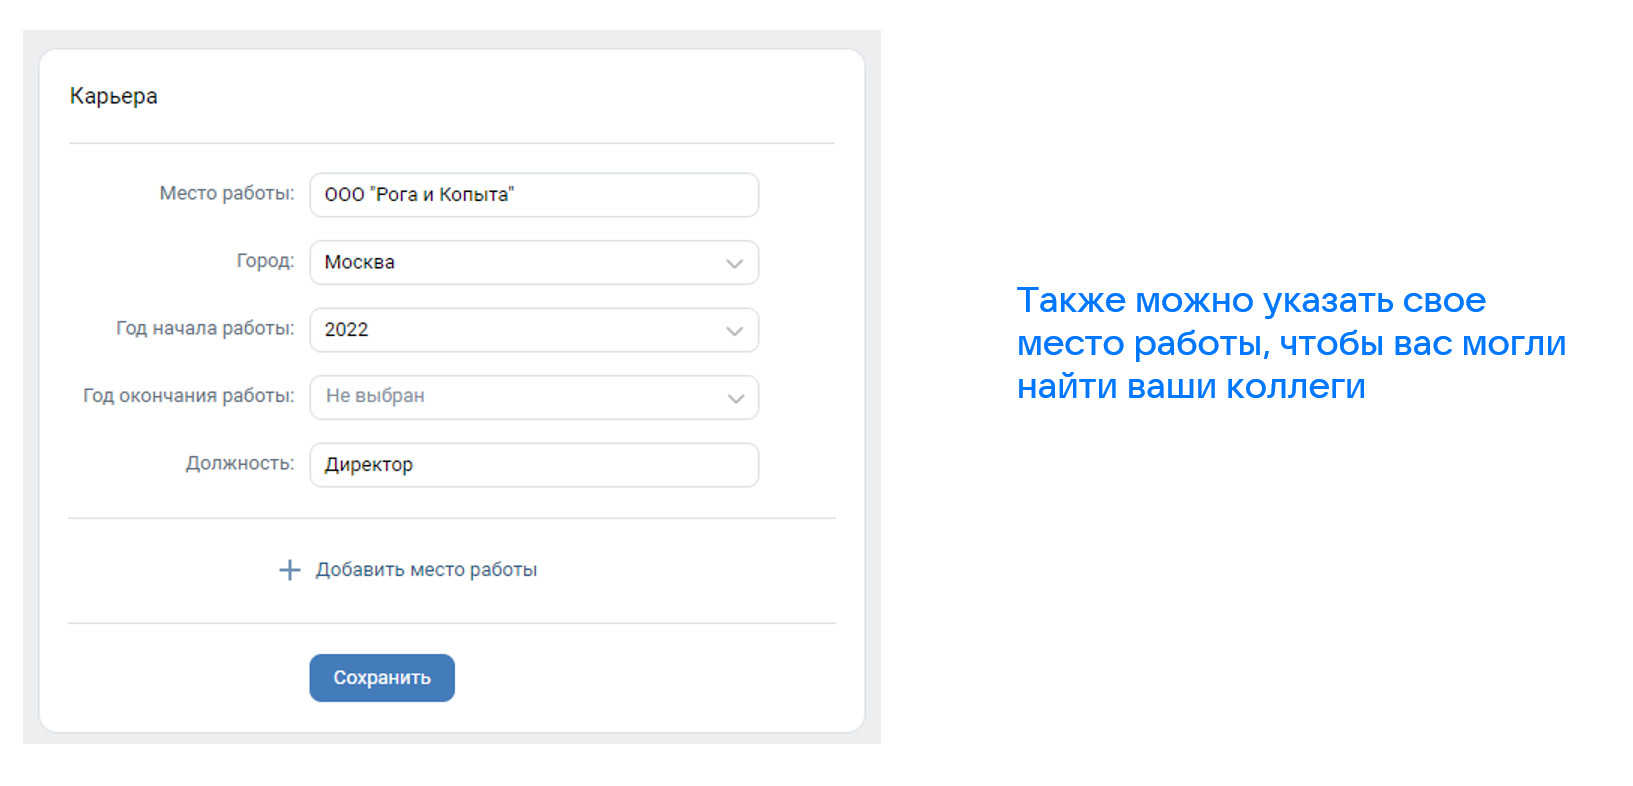 Карьера
Место работы: ООО "Рога и Копыта"
Город: Москва
Год начала работы: 2022
Год окончания работы: Не выбран
Должность: Директор
Добавить место работы
Сохранить
Также можно указать свое
место работы, чтобы вас могли
найти ваши коллеги